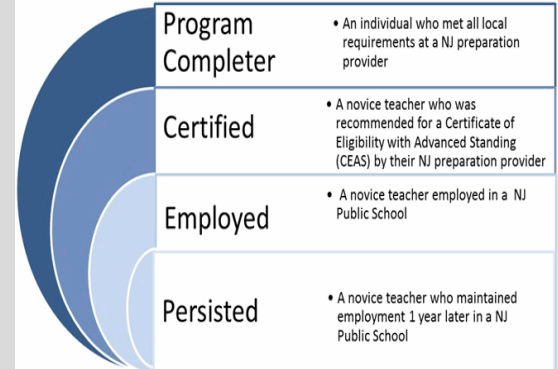 Program
Completer
• An individual who met all local
requirements at a NJ preparation
provider
Certified
• A novice teacher who was
recommended for a Certificate of
Eligibility with Advanced Standing
(CEAS) by their NJ preparation provider
Employed
• A novice teacher employed in a NJ
Public School
Persisted
• A novice teacher who maintained
employment 1 year later in a NJ
Public School